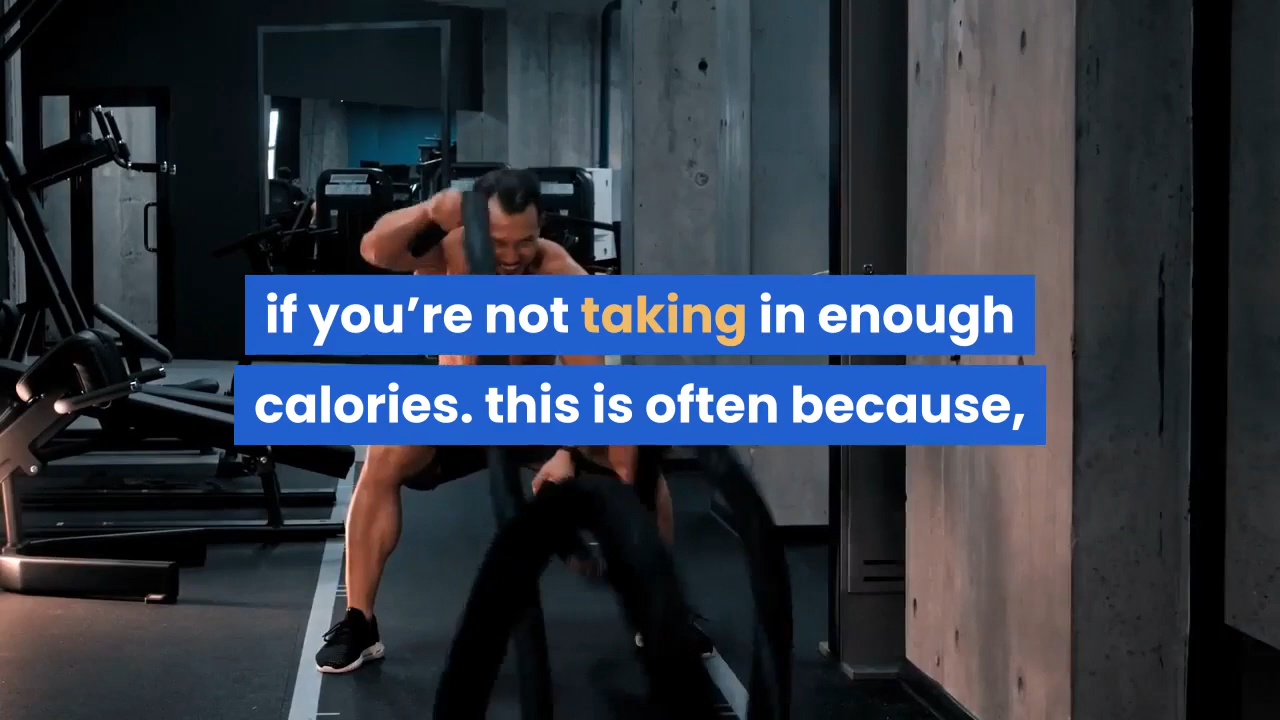 if you’re not taking in enough
calories. this is often because,